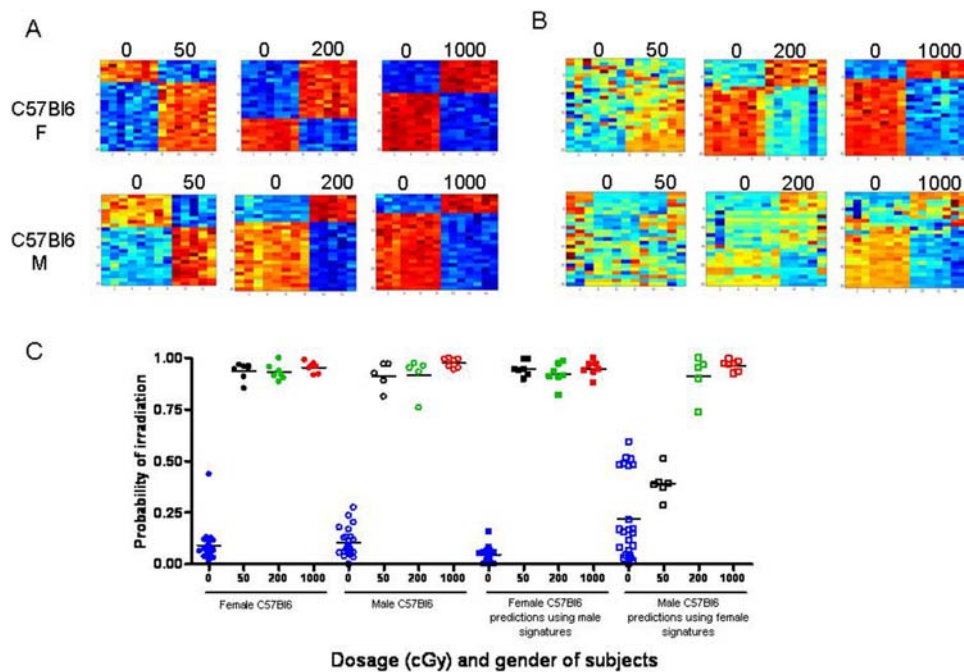 A
B
0 50 0 200 0 1000
0 50 0 200 0 1000
C57Bl6
F
0 50 0 200 0 1000
0 50 0 200 0 1000
C57Bl6
M
C
Probability of irradiation
1.00
0.75
0.50
0.25
0.00
0 50 200 1000 0 50 200 1000 0 50 200 1000 0 50 200 1000
Female C57Bl6
Male C57Bl6
Female C57Bl6
predictions using male
signatures
Male C57Bl6
predictions using female
signatures
Dosage (cGy) and gender of subjects